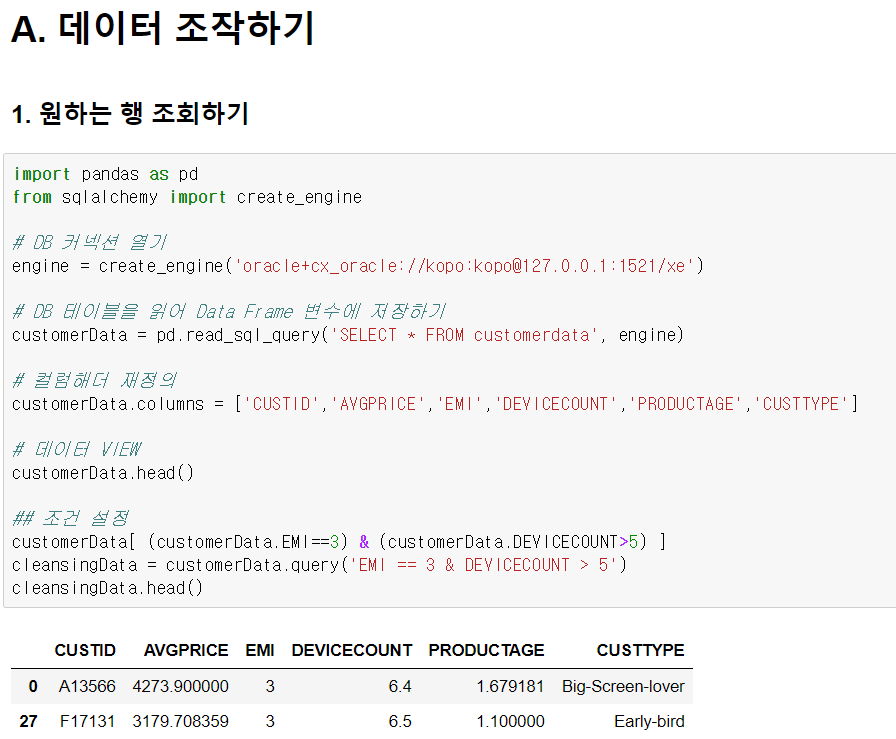 A. 데이터 조작하기
1. 원하는 행 조회하기
import pandas as pd
from sqlalchemy import create_engine
# DB 커넥션 열기
engine = create_engine('oracle+cx_oracle://kopo:kopo@127.0.0.1:1521/xe')
# DB 테이블을 읽어 Data Frame 변수에 저장하기
customerData = pd.read_sql_query('SELECT * FROM customerdata', engine)
# 컬럼해더 재정의
customerData.columns = ['CUSTID','AVGPRICE','EMI','DEVICECOUNT','PRODUCTAGE','CUSTTYPE']
# 데이터 VIEW
customerData.head()
## 조건 설정
customerData[ (customerData.EMI==3) & (customerData.DEVICECOUNT>5) ]
cleansingData = customerData.query('EMI == 3 & DEVICECOUNT > 5')
cleansingData.head()
CUSTID AVGPRICE EMI DEVICECOUNT PRODUCTAGE CUSTTYPE
0 A13566 4273.900000 3 6.4 1.679181 Big-Screen-lover
27 F17131 3179.708359 3 6.5 1.100000 Early-bird